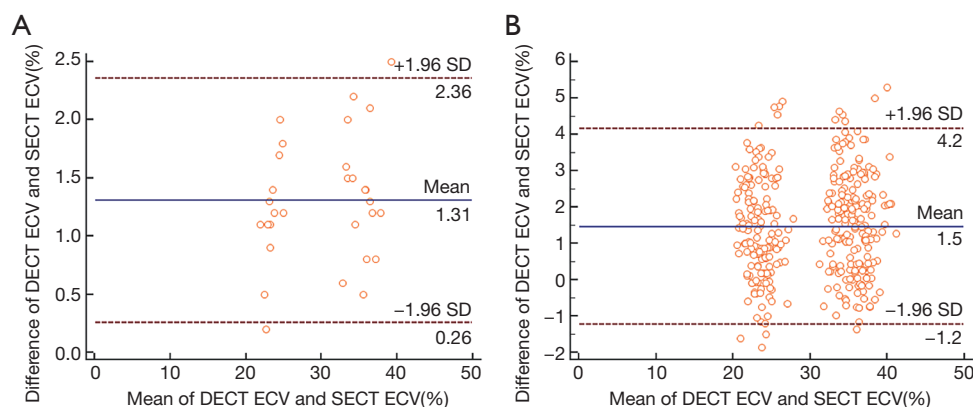 A
Difference of DECT ECV and SECT ECV(%)
2.5
2.0
1.5
1.0
0.5
0.0
+1.96 SD
2.36
Mean
1.31
−1.96 SD
0.26
0 10 20 30 40 50
Mean of DECT ECV and SECT ECV(%)
B
Difference of DECT ECV and SECT ECV(%)
6
5
4
3
2
1
0
−1
−2
+1.96 SD
4.2
Mean
1.5
−1.96 SD
−1.2
0 10 20 30 40 50
Mean of DECT ECV and SECT ECV(%)